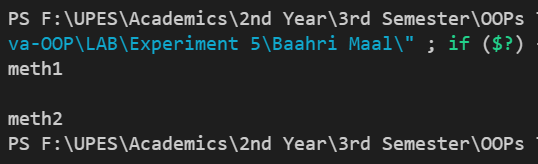 PS F:\UPES\Academics\2nd Year\3rd Semester\OOPs
va-OOP\LAB\Experiment 5\Baahri Maal\" ; if ($?)
meth1
meth2
PS F:\UPES\Academics\2nd Year\3rd Semester\OOPs